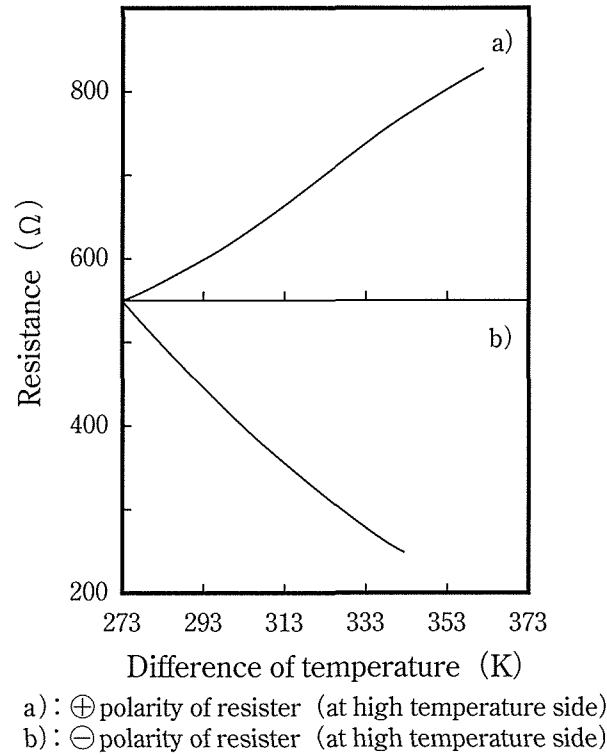 a)
800
600
Resistance (Ω)
b)
400
200
273 293 313 333 353 373
Difference of temperature (K)
a): ⊕ polarity of resister (at high temperature side)
b): ⊖ polarity of resister (at high temperature side)